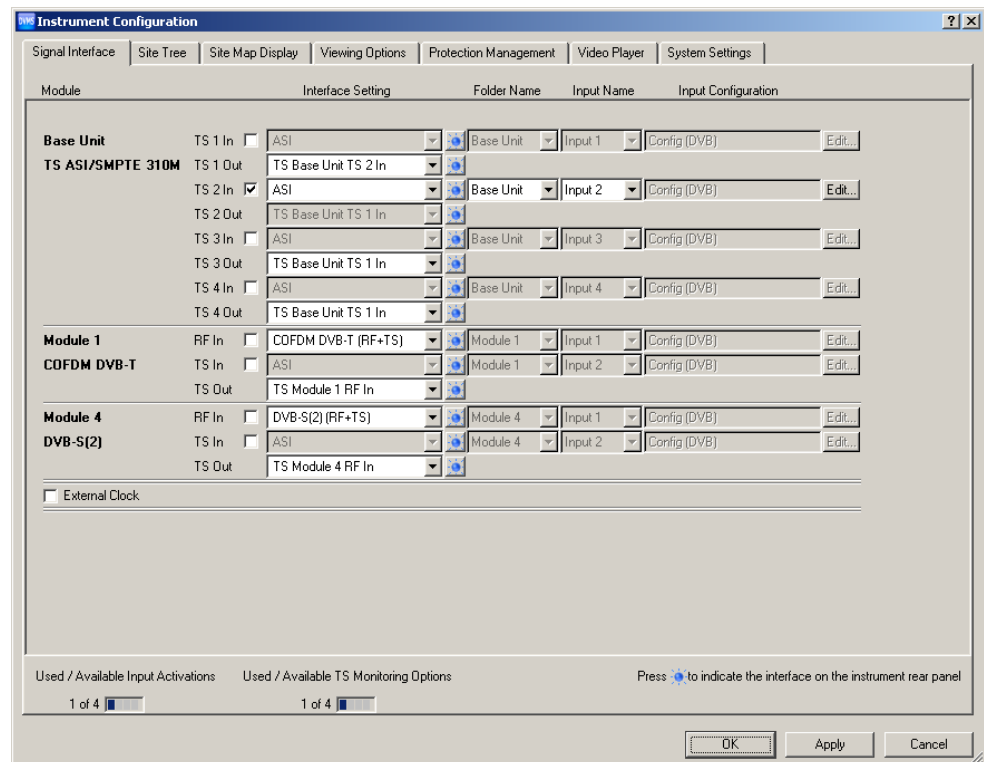 DVMS Instrument Configuration ? X
Signal Interface Site Tree Site Map Display Viewing Options Protection Management Video Player System Settings
Module Interface Setting Folder Name Input Name Input Configuration
Base Unit TS 1 In ASI Base Unit Input 1 Config (DVB) Edit...
TS ASI/SMPTE 310M TS 1 Out TS Base Unit TS 2 In
TS 2 In ASI Base Unit Input 2 Config (DVB) Edit...
TS 2 Out TS Base Unit TS 1 In
TS 3 In ASI Base Unit Input 3 Config (DVB) Edit...
TS 3 Out TS Base Unit TS 1 In
TS 4 In ASI Base Unit Input 4 Config (DVB) Edit...
TS 4 Out TS Base Unit TS 1 In
Module 1 RF In COFDM DVB-T (RF+TS) Module 1 Input 1 Config (DVB) Edit...
COFDM DVB-T TS In ASI Module 1 Input 2 Config (DVB) Edit...
TS Out TS Module 1 RF In
Module 4 RF In DVB-S(2) (RF+TS) Module 4 Input 1 Config (DVB) Edit...
DVB-S(2) TS In ASI Module 4 Input 2 Config (DVB) Edit...
TS Out TS Module 4 RF In
External Clock
Used / Available Input Activations Used / Available TS Monitoring Options Press to indicate the interface on the instrument rear panel
1 of 4 1 of 4
OK Apply Cancel